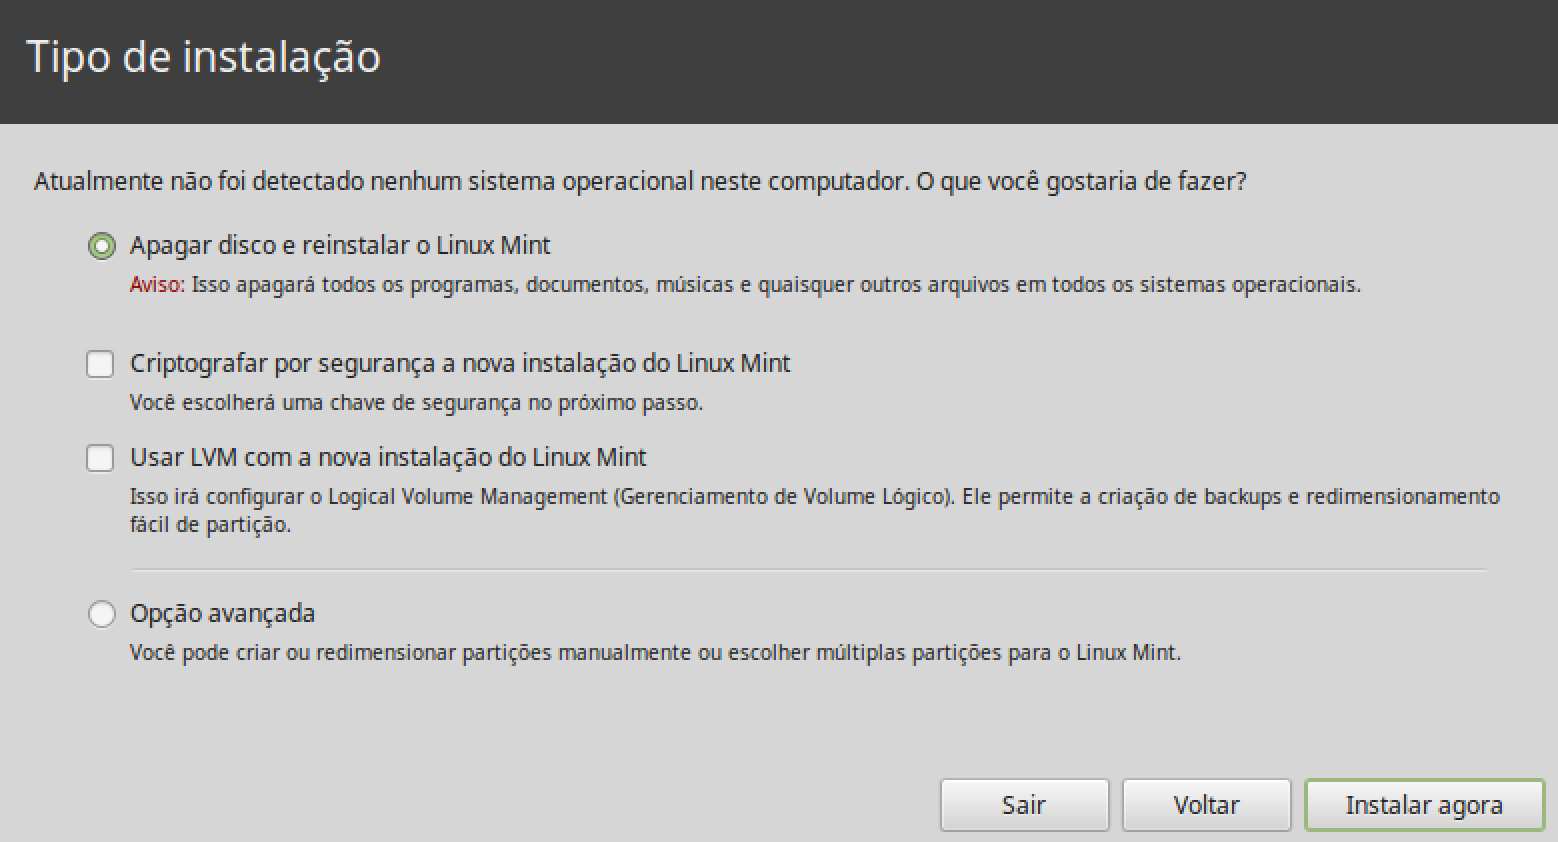 Tipo de instalação
Atualmente não foi detectado nenhum sistema operacional neste computador. O que você gostaria de fazer?
Apagar disco e reinstalar o Linux Mint
Aviso: Isso apagará todos os programas, documentos, músicas e quaisquer outros arquivos em todos os sistemas operacionais.
Criptografar por segurança a nova instalação do Linux Mint
Você escolherá uma chave de segurança no próximo passo.
Usar LVM com a nova instalação do Linux Mint
Isso irá configurar o Logical Volume Management (Gerenciamento de Volume Lógico). Ele permite a criação de backups e redimensionamento
fácil de partição.
Opção avançada
Você pode criar ou redimensionar partições manualmente ou escolher múltiplas partições para o Linux Mint.
Sair
Voltar
Instalar agora